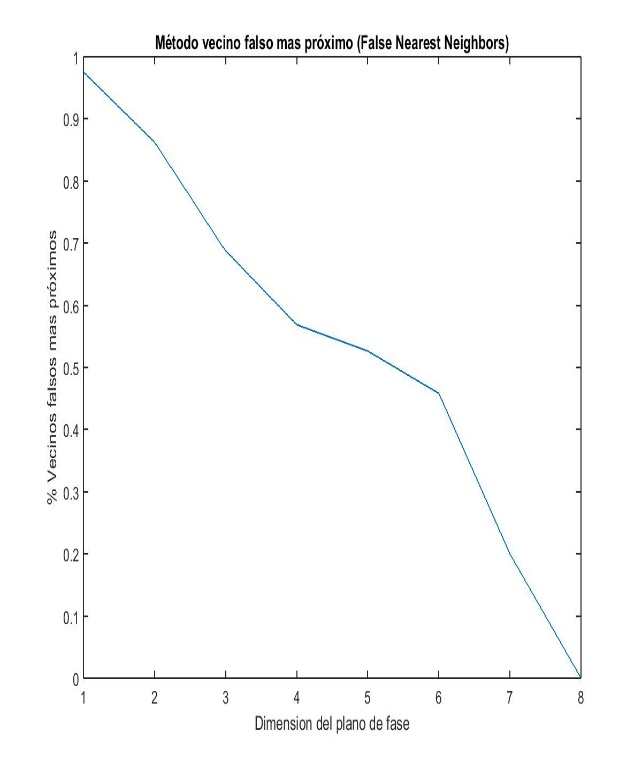 Método vecino falso mas próximo (False Nearest Neighbors)
1
0.9
0.8
0.7
0.6
0.5
0.4
0.3
0.2
0.1
0
% Vecinos falsos mas próximos
1 2 3 4 5 6 7 8
Dimension del plano de fase